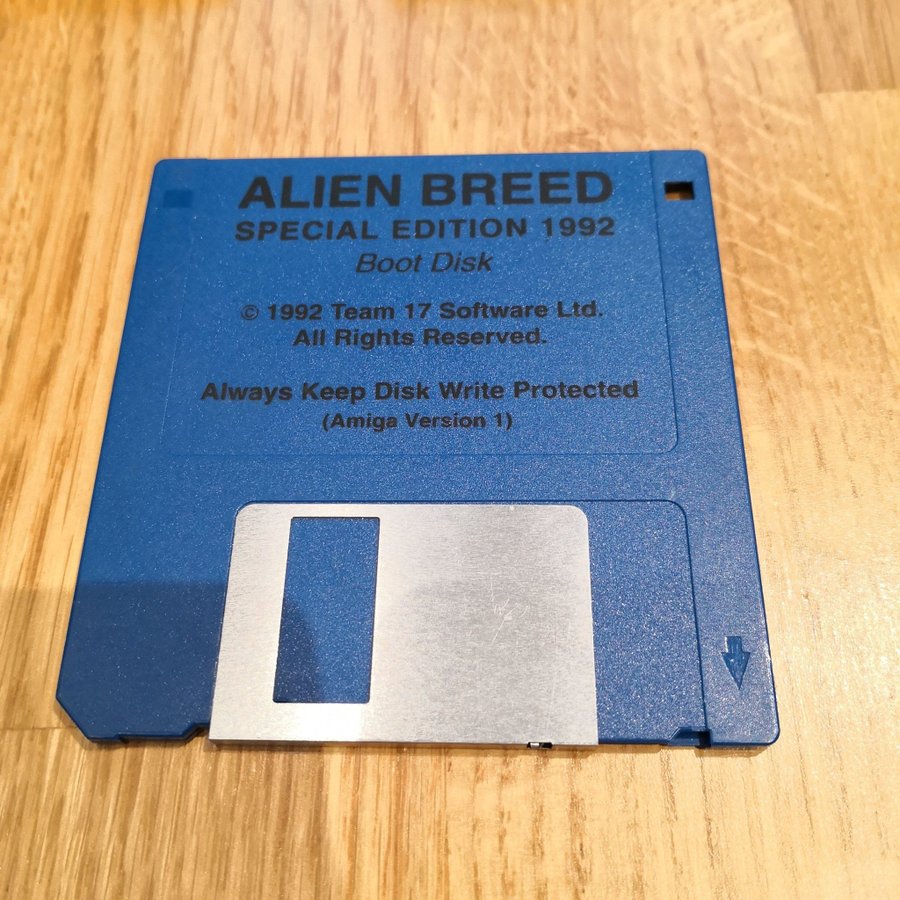 ALIEN BREED
SPECIAL EDITION 1992
Boot Disk
© 1992 Team 17 Software Ltd.
All Rights Reserved.
Always Keep Disk Write Protected
(Amiga Version 1)